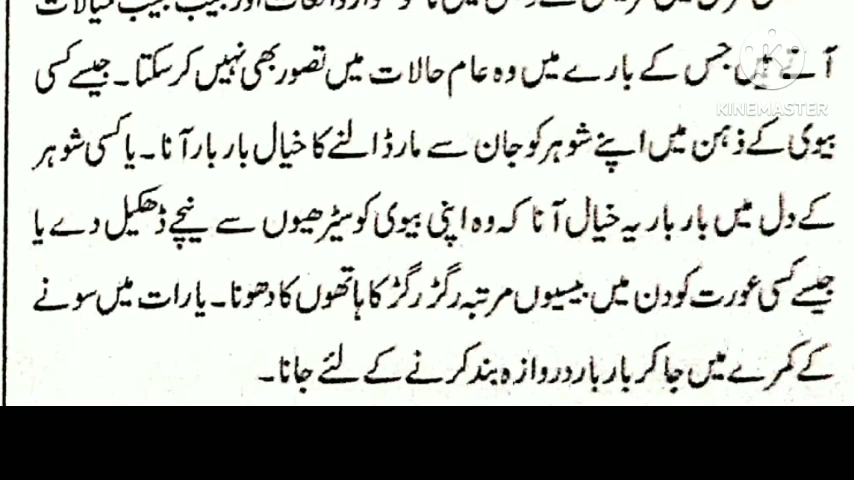 آتے ہیں جس کے بارے میں وہ عام حالات میں تصور بھی نہیں کر سکتا۔ جیسے کسی
KINEMASTER
بیوی کے ذہن میں اپنے شوہر کو جان سے مار ڈالنے کا خیال بار بار آنا۔ یا کسی شوہر
کے دل میں بار بار یہ خیال آنا کہ وہ اپنی بیوی کو سیڑھیوں سے نیچے ڈھکیل دے یا
جیسے کسی عورت کو دن میں بیسیوں مرتبہ رگڑ رگڑ کا ہاتھوں کا دھونا۔ یا رات میں سونے
کے کمرے میں جا کر بار بار دروازہ بند کرنے کے لئے جانا۔